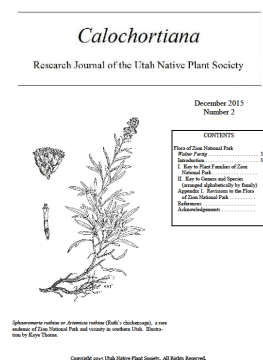 Calochortiana
Research Journal of the Utah Native Plant Society
December 2015
Number 2
CONTENTS
Flora of Zion National Park
Walter Fertig . . . . . . . . . . . . . . . . . . 3
Introduction . . . . . . . . . . . . . . . . . 3
I. Key to Plant Families of Zion
National Park . . . . . . . . . . . . . . .
II. Key to Genera and Species
(arranged alphabetically by family)
Appendix 1. Revisions to the Flora
of Zion National Park . . . . . . . . .
References . . . . . . . . . . . . . . . . .
Acknowledgements . . . . . . . . . . . .
Sphaeromeria ruthiae or Artemisia ruthiae (Ruth's chickensage), a rare
endemic of Zion National Park and vicinity in southern Utah. Illustra-
tion by Kaye Thorne.
Copyright 2015 Utah Native Plant Society. All Rights Reserved.